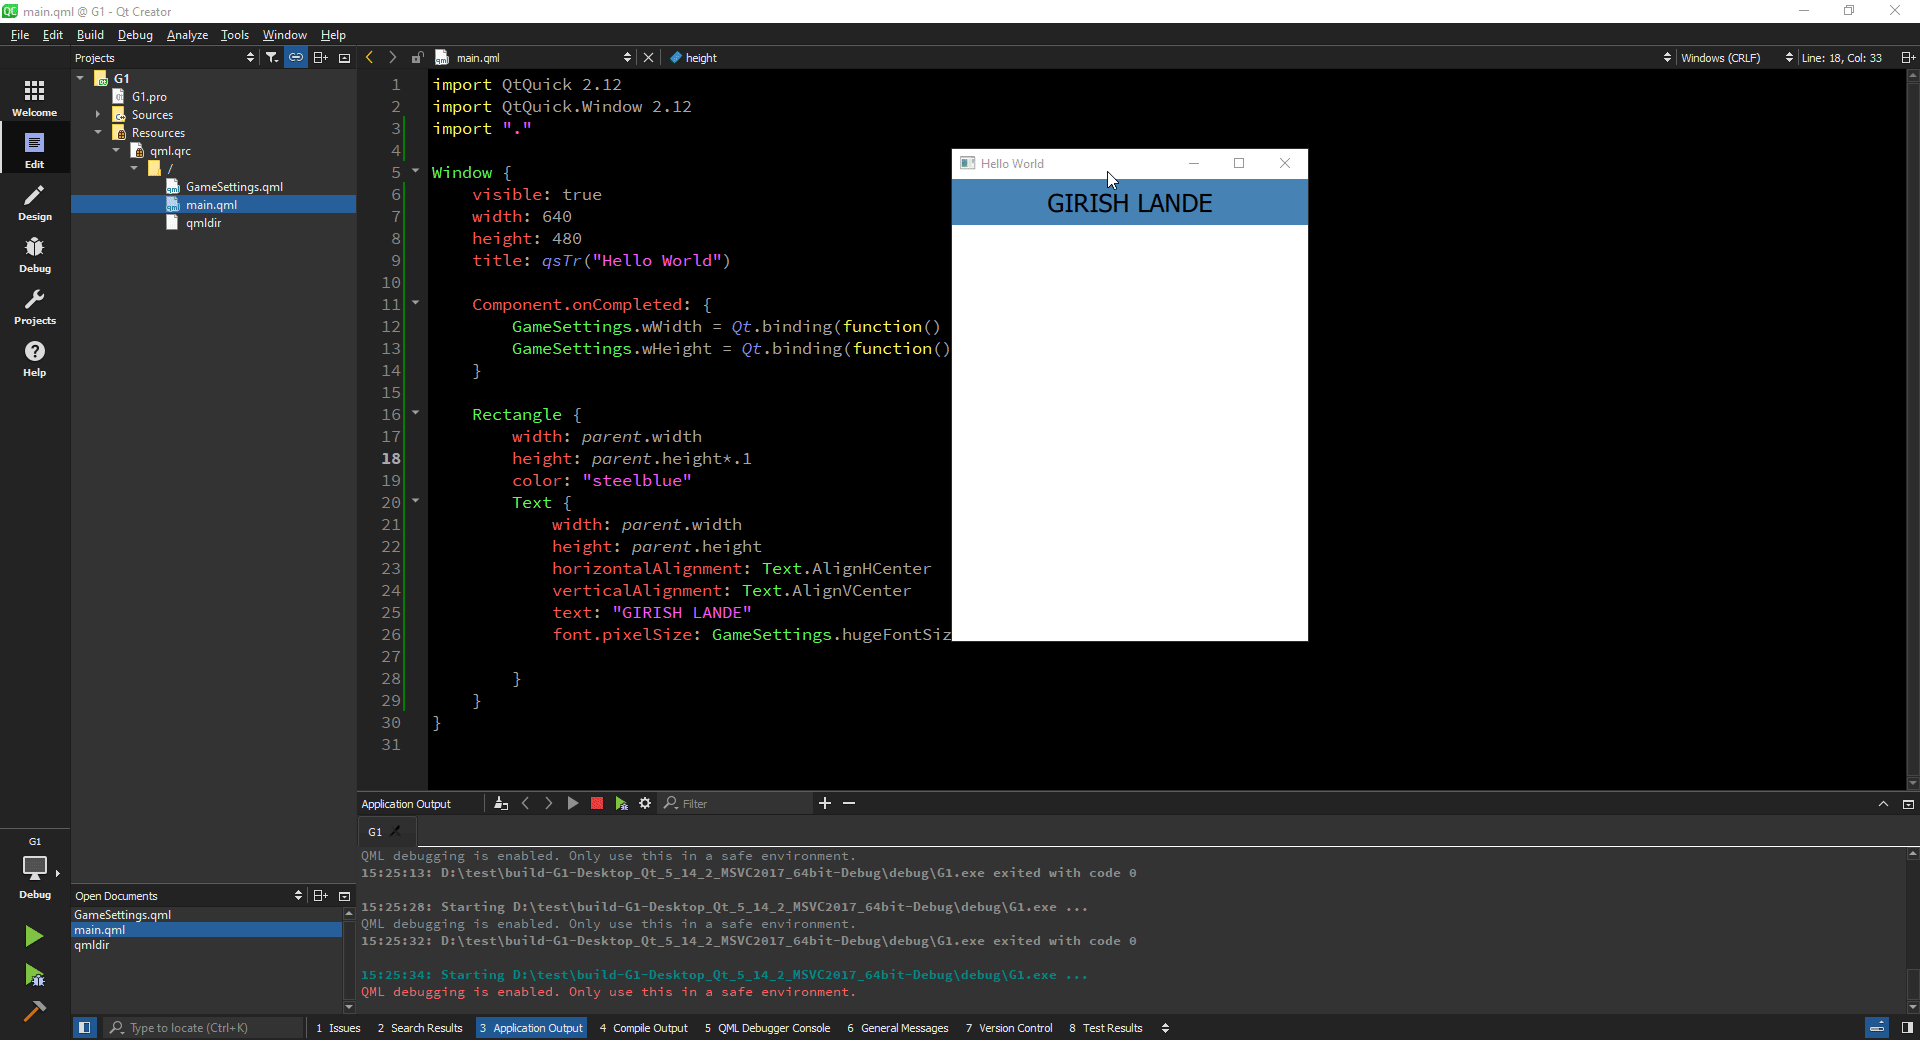 main.qml @ G1 - Qt Creator
File Edit Build Debug Analyze Tools Window Help
Projects
main.qml
height
Windows (CRLF)
Line: 18, Col: 33
Welcome
Edit
Design
Debug
Projects
Help
G1
G1.pro
Sources
Resources
qml.qrc
/
GameSettings.qml
main.qml
qmldir
1 import QtQuick 2.12
2 import QtQuick.Window 2.12
3 import "."
4
5 Window {
6 visible: true
7 width: 640
8 height: 480
9 title: qsTr("Hello World")
10
11 Component.onCompleted: {
12 GameSettings.wWidth = Qt.binding(function()
13 GameSettings.wHeight = Qt.binding(function()
14 }
15
16 Rectangle {
17 width: parent.width
18 height: parent.height*.1
19 color: "steelblue"
20 Text {
21 width: parent.width
22 height: parent.height
23 horizontalAlignment: Text.AlignHCenter
24 verticalAlignment: Text.AlignVCenter
25 text: "GIRISH LANDE"
26 font.pixelSize: GameSettings.hugeFontSiz
27
28 }
29 }
30 }
31
Hello World
GIRISH LANDE
Application Output
Filter
G1
QML debugging is enabled. Only use this in a safe environment.
15:25:13: D:\test\build-G1-Desktop_Qt_5_14_2_MSVC2017_64bit-Debug\debug\G1.exe exited with code 0
15:25:28: Starting D:\test\build-G1-Desktop_Qt_5_14_2_MSVC2017_64bit-Debug\debug\G1.exe ...
QML debugging is enabled. Only use this in a safe environment.
15:25:32: D:\test\build-G1-Desktop_Qt_5_14_2_MSVC2017_64bit-Debug\debug\G1.exe exited with code 0
15:25:34: Starting D:\test\build-G1-Desktop_Qt_5_14_2_MSVC2017_64bit-Debug\debug\G1.exe ...
QML debugging is enabled. Only use this in a safe environment.
G1
Debug
Open Documents
GameSettings.qml
main.qml
qmldir
Type to locate (Ctrl+K)
1 Issues 2 Search Results 3 Application Output 4 Compile Output 5 QML Debugger Console 6 General Messages 7 Version Control 8 Test Results